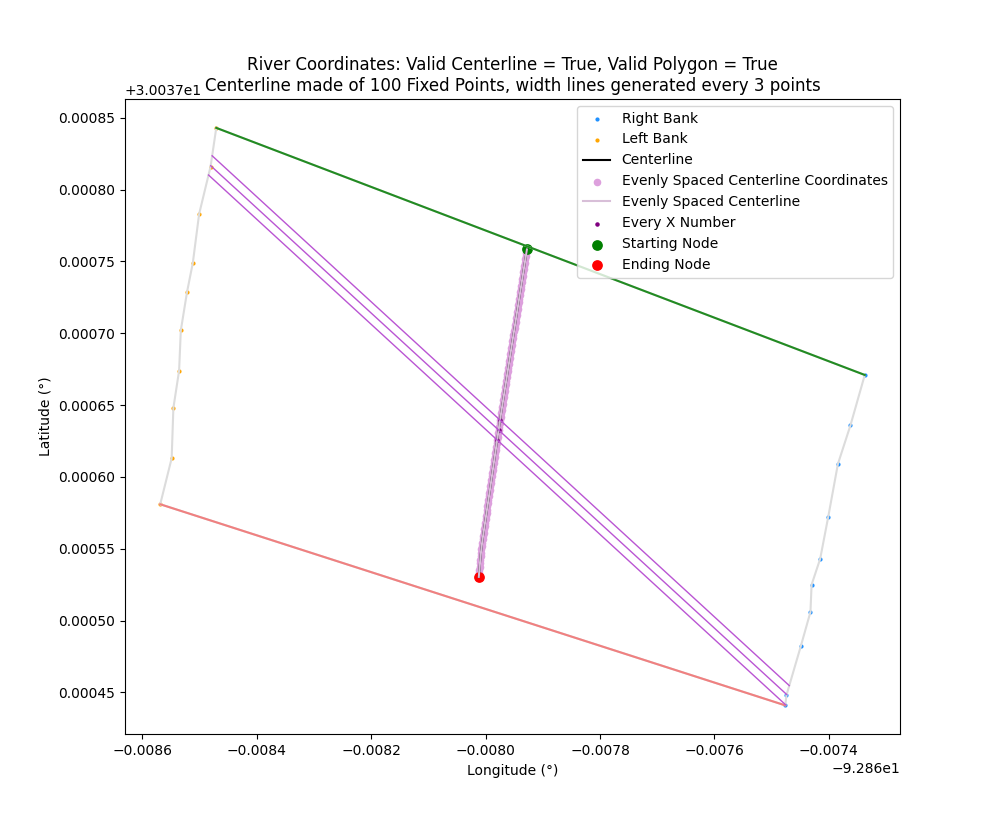 River Coordinates: Valid Centerline = True, Valid Polygon = True
Centerline made of 100 Fixed Points, width lines generated every 3 points
+3.0037e1
Right Bank
Left Bank
Centerline
Evenly Spaced Centerline Coordinates
Evenly Spaced Centerline
Every X Number
Starting Node
Ending Node
0.00085
0.00080
0.00075
0.00070
0.00065
0.00060
0.00055
0.00050
0.00045
Latitude (°)
−0.0086 −0.0084 −0.0082 −0.0080 −0.0078 −0.0076 −0.0074
−9.286e1
Longitude (°)